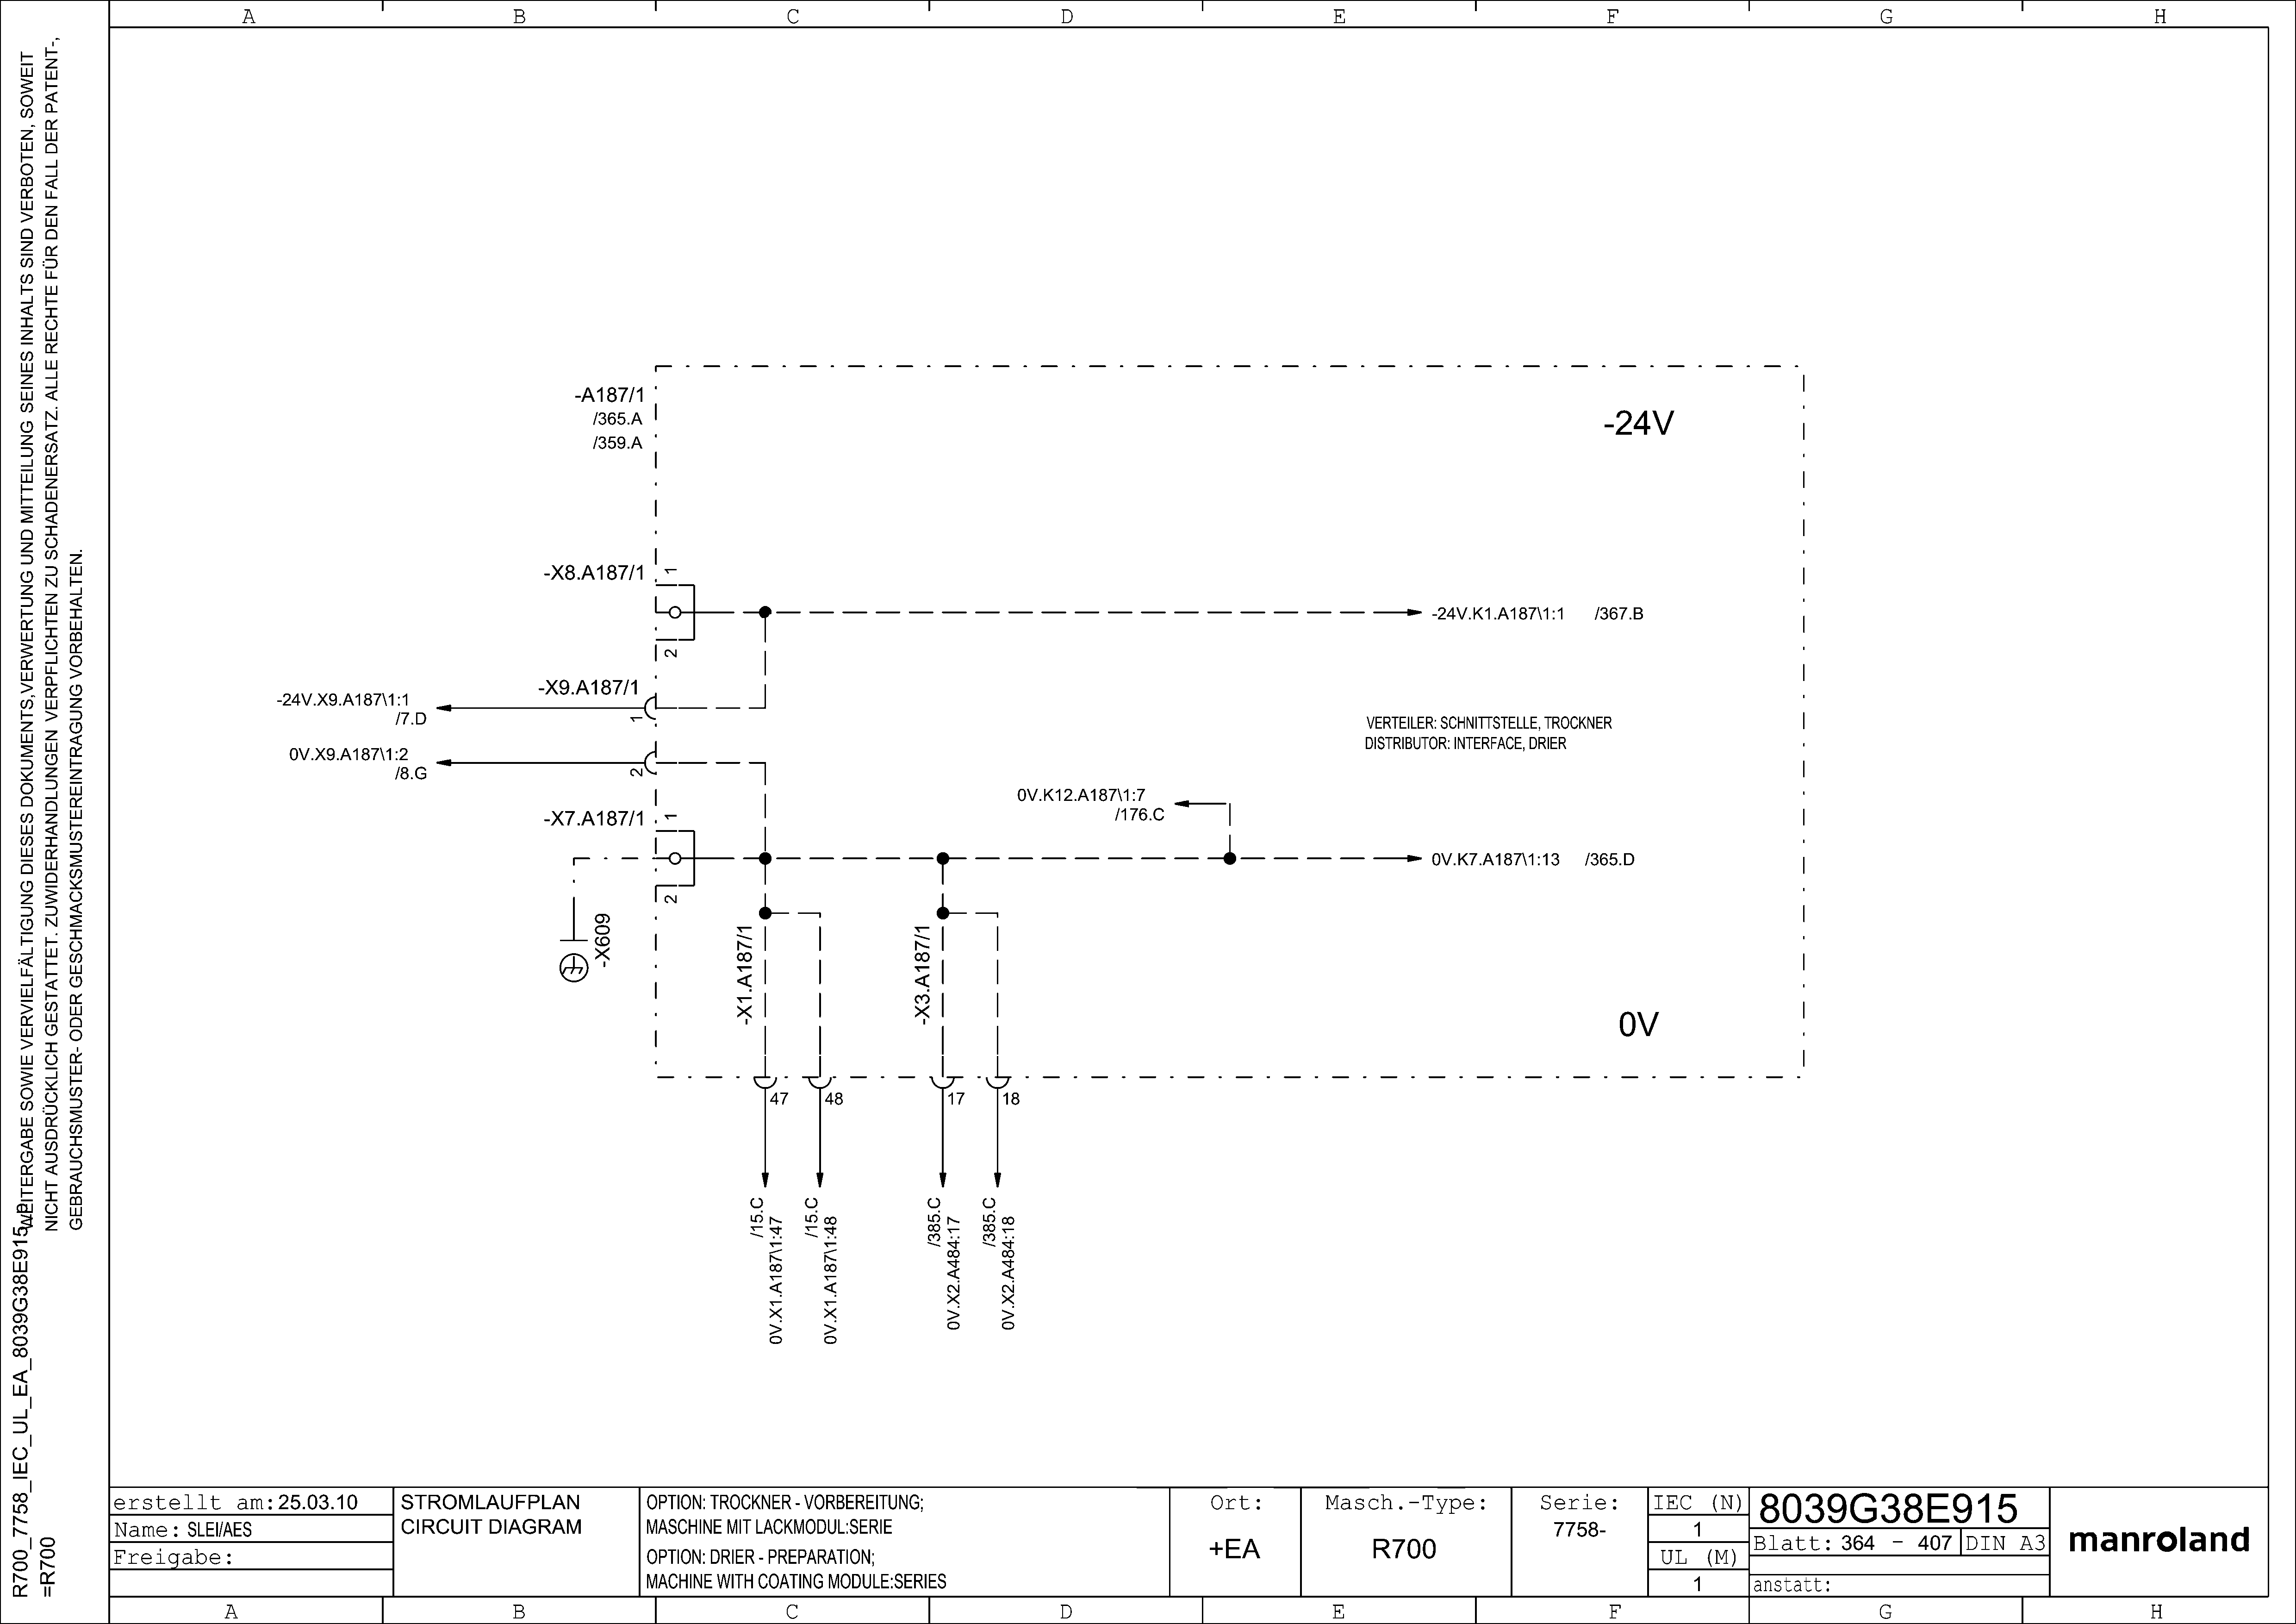 A B C D E F G H
WEITERGABE SOWIE VERVIELFÄLTIGUNG DIESES DOKUMENTS,VERWERTUNG UND MITTEILUNG SEINES INHALTS SIND VERBOTEN, SOWEIT
NICHT AUSDRÜCKLICH GESTATTET. ZUWIDERHANDLUNGEN VERPFLICHTEN ZU SCHADENERSATZ. ALLE RECHTE FÜR DEN FALL DER PATENT-,
GEBRAUCHSMUSTER- ODER GESCHMACKSMUSTEREINTRAGUNG VORBEHALTEN.
R700_7758_IEC_UL_EA_8039G38E915_D
=R700
-A187/1
/365.A
/359.A
-24V
-X8.A187/1
1
2
-24V.K1.A187\1:1 /367.B
-X9.A187/1
-24V.X9.A187\1:1
/7.D
1
0V.X9.A187\1:2
/8.G
2
VERTEILER: SCHNITTSTELLE, TROCKNER
DISTRIBUTOR: INTERFACE, DRIER
0V.K12.A187\1:7
/176.C
-X7.A187/1
1
2
0V.K7.A187\1:13 /365.D
-X609
-X1.A187/1
-X3.A187/1
0V
47 48 17 18
/15.C
0V.X1.A187\1:47
/15.C
0V.X1.A187\1:48
/385.C
0V.X2.A484:17
/385.C
0V.X2.A484:18
erstellt am: 25.03.10
Name: SLEI/AES
Freigabe:
STROMLAUFPLAN
CIRCUIT DIAGRAM
OPTION: TROCKNER - VORBEREITUNG;
MASCHINE MIT LACKMODUL:SERIE
OPTION: DRIER - PREPARATION;
MACHINE WITH COATING MODULE:SERIES
Ort:
+EA
Masch.-Type:
R700
Serie:
7758-
IEC (N)
1
UL (M)
1
8039G38E915
Blatt: 364 - 407 DIN A3
anstatt:
manroland
A B C D E F G H